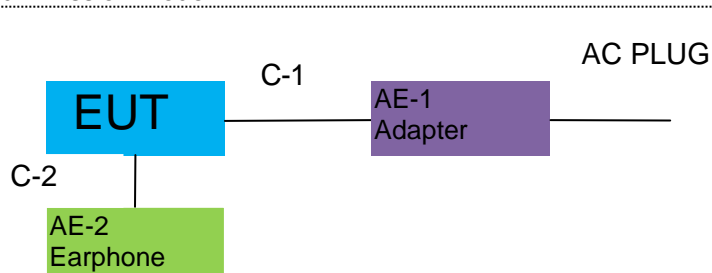 AC PLUG
C-1
EUT
AE-1
Adapter
C-2
AE-2
Earphone